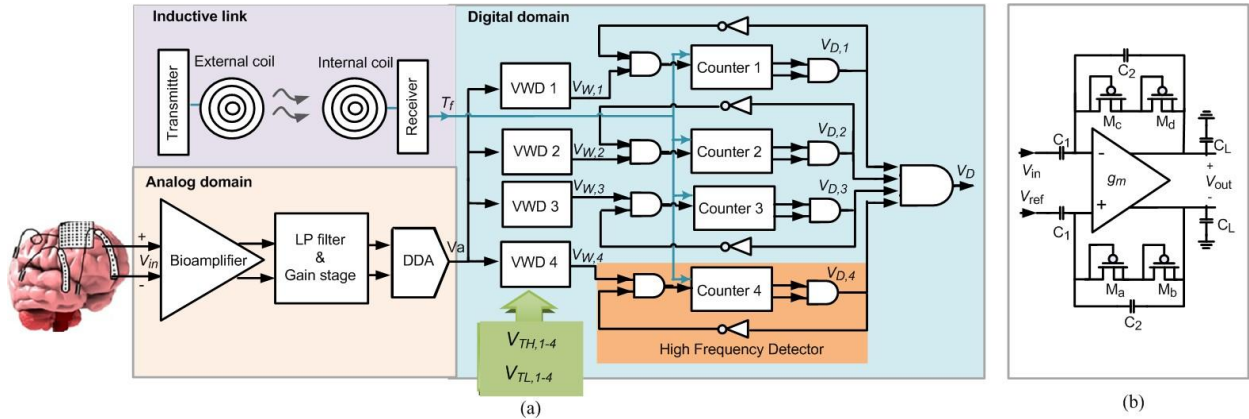 Inductive link
External coil
Internal coil
Transmitter
Receiver
T_f
Analog domain
+
V_in
-
Bioamplifier
LP filter
&
Gain stage
DDA
Va
Digital domain
VWD 1
V_W,1
Counter 1
V_D,1
VWD 2
V_W,2
Counter 2
V_D,2
VWD 3
V_W,3
Counter 3
V_D,3
VWD 4
V_W,4
Counter 4
V_D,4
V_D
High Frequency Detector
V_TH,1-4
V_TL,1-4
(a)
C_2
M_c
M_d
C_1
V_in
V_ref
C_1
-
g_m
+
C_L
+
V_out
-
C_L
M_a
M_b
C_2
(b)